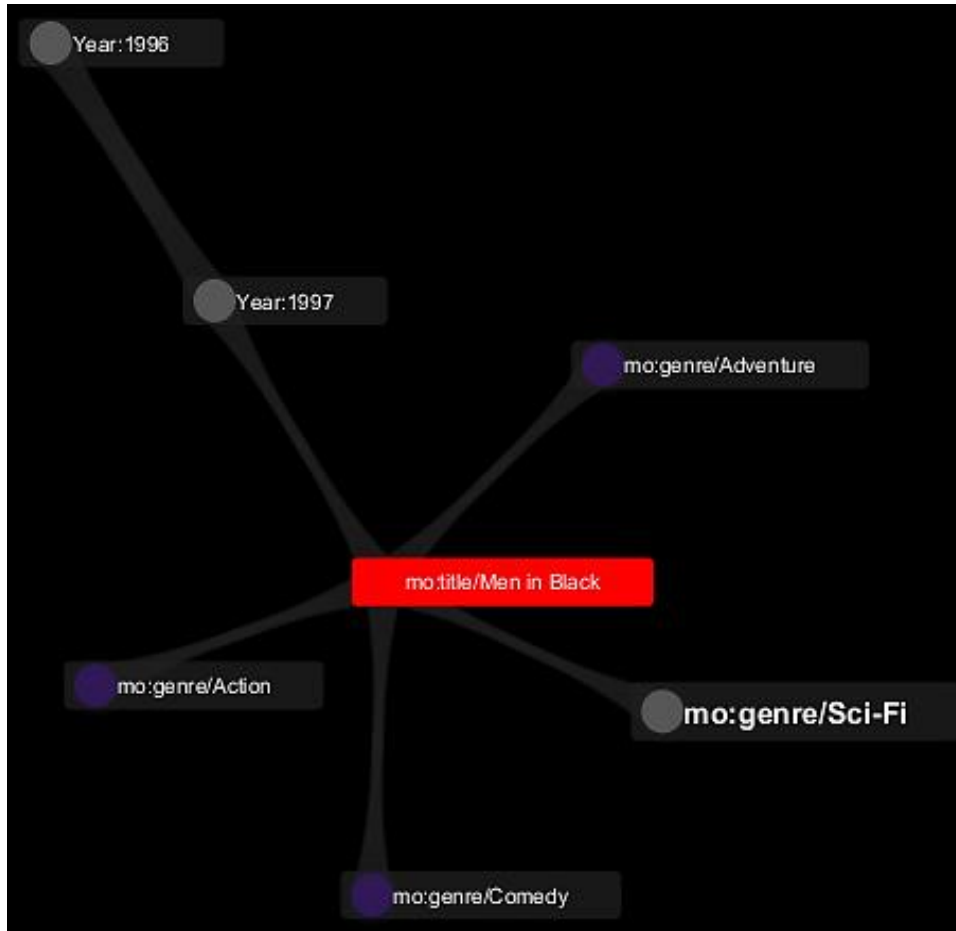 Year:1996
Year:1997
mo:genre/Adventure
mo:title/Men in Black
mo:genre/Action
mo:genre/Sci-Fi
mo:genre/Comedy